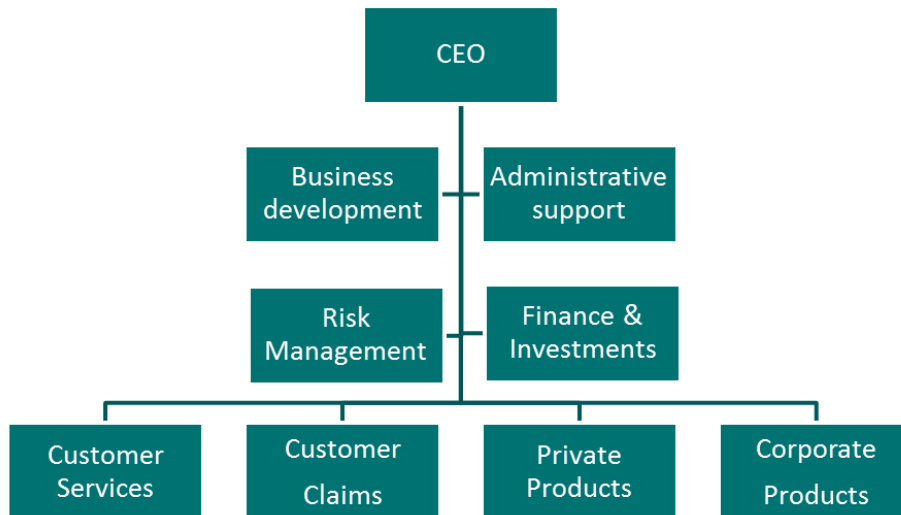 CEO
Business
development
Administrative
support
Risk
Management
Finance &
Investments
Customer
Services
Customer
Claims
Private
Products
Corporate
Products